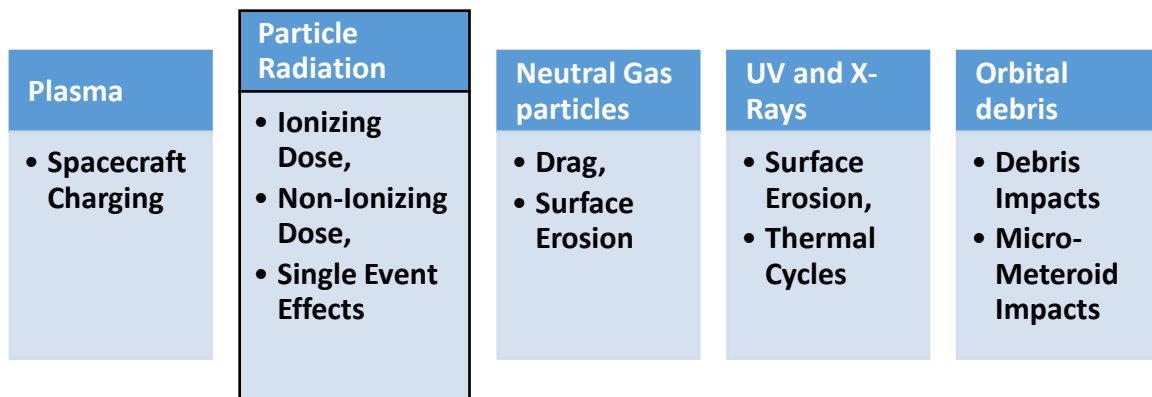 Plasma
• Spacecraft
Charging
Particle
Radiation
• Ionizing
Dose,
• Non-Ionizing
Dose,
• Single Event
Effects
Neutral Gas
particles
• Drag,
• Surface
Erosion
UV and X-
Rays
• Surface
Erosion,
• Thermal
Cycles
Orbital
debris
• Debris
Impacts
• Micro-
Meteroid
Impacts